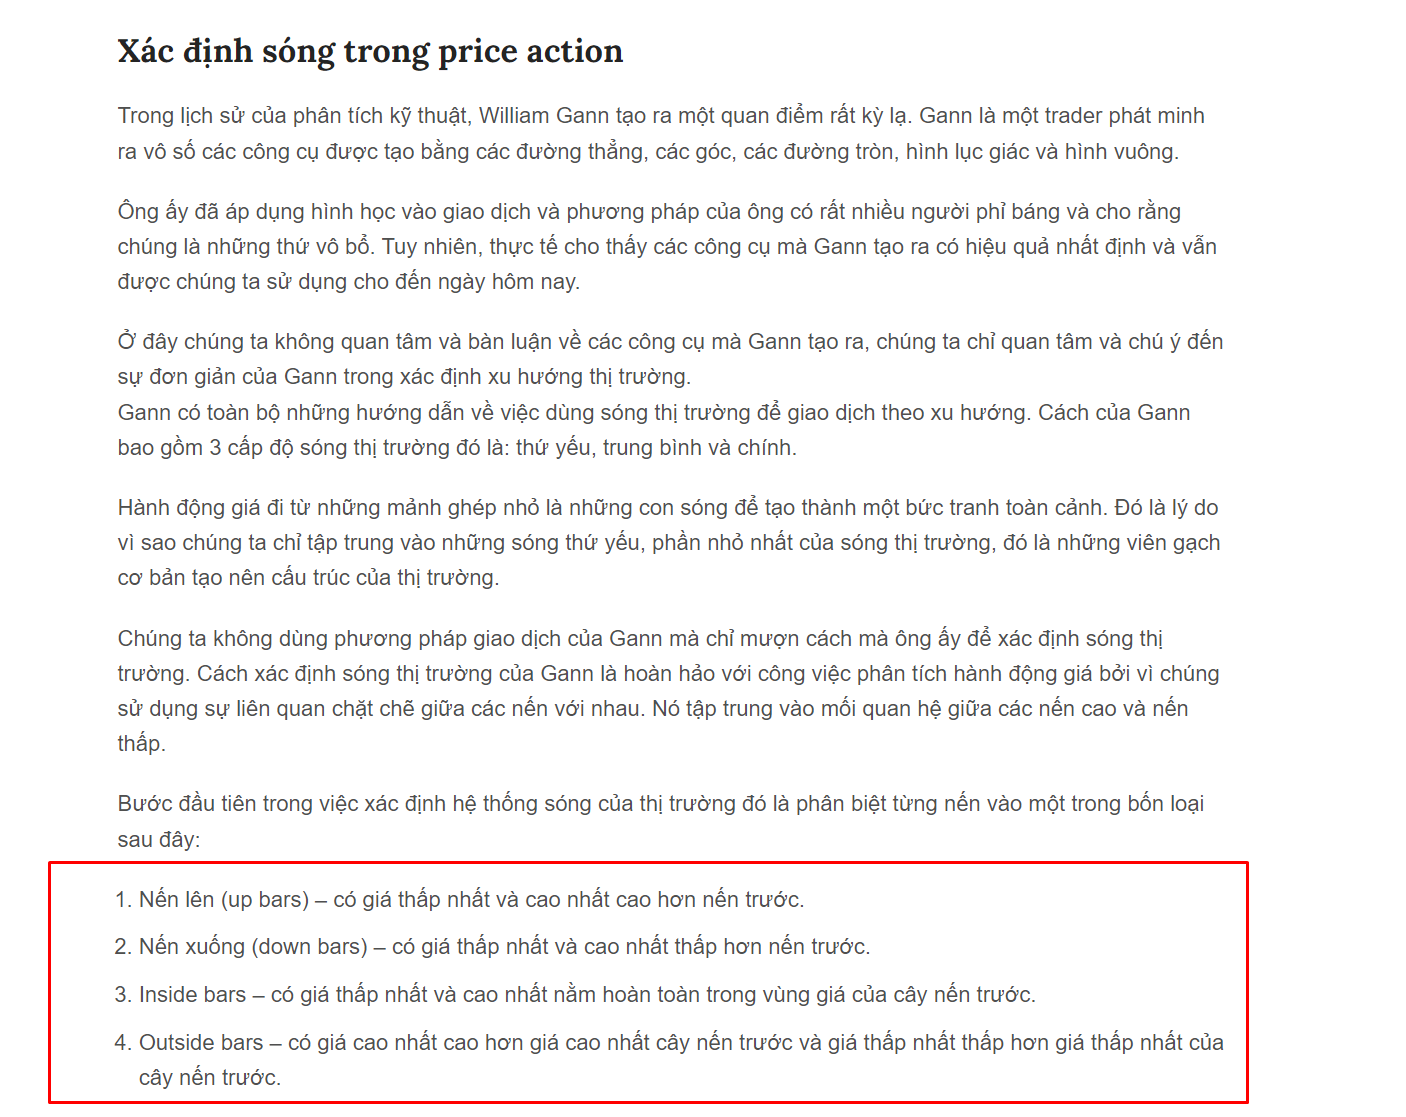 Xác định sóng trong price action
Trong lịch sử của phân tích kỹ thuật, William Gann tạo ra một quan điểm rất kỳ lạ. Gann là một trader phát minh
ra vô số các công cụ được tạo bằng các đường thẳng, các góc, các đường tròn, hình lục giác và hình vuông.
Ông ấy đã áp dụng hình học vào giao dịch và phương pháp của ông có rất nhiều người phỉ báng và cho rằng
chúng là những thứ vô bổ. Tuy nhiên, thực tế cho thấy các công cụ mà Gann tạo ra có hiệu quả nhất định và vẫn
được chúng ta sử dụng cho đến ngày hôm nay.
Ở đây chúng ta không quan tâm và bàn luận về các công cụ mà Gann tạo ra, chúng ta chỉ quan tâm và chú ý đến
sự đơn giản của Gann trong xác định xu hướng thị trường.
Gann có toàn bộ những hướng dẫn về việc dùng sóng thị trường để giao dịch theo xu hướng. Cách của Gann
bao gồm 3 cấp độ sóng thị trường đó là: thứ yếu, trung bình và chính.
Hành động giá đi từ những mảnh ghép nhỏ là những con sóng để tạo thành một bức tranh toàn cảnh. Đó là lý do
vì sao chúng ta chỉ tập trung vào những sóng thứ yếu, phần nhỏ nhất của sóng thị trường, đó là những viên gạch
cơ bản tạo nên cấu trúc của thị trường.
Chúng ta không dùng phương pháp giao dịch của Gann mà chỉ mượn cách mà ông ấy để xác định sóng thị
trường. Cách xác định sóng thị trường của Gann là hoàn hảo với công việc phân tích hành động giá bởi vì chúng
sử dụng sự liên quan chặt chẽ giữa các nến với nhau. Nó tập trung vào mối quan hệ giữa các nến cao và nến
thấp.
Bước đầu tiên trong việc xác định hệ thống sóng của thị trường đó là phân biệt từng nến vào một trong bốn loại
sau đây:
1. Nến lên (up bars) – có giá thấp nhất và cao nhất cao hơn nến trước.
2. Nến xuống (down bars) – có giá thấp nhất và cao nhất thấp hơn nến trước.
3. Inside bars – có giá thấp nhất và cao nhất nằm hoàn toàn trong vùng giá của cây nến trước.
4. Outside bars – có giá cao nhất cao hơn giá cao nhất cây nến trước và giá thấp nhất thấp hơn giá thấp nhất của
cây nến trước.